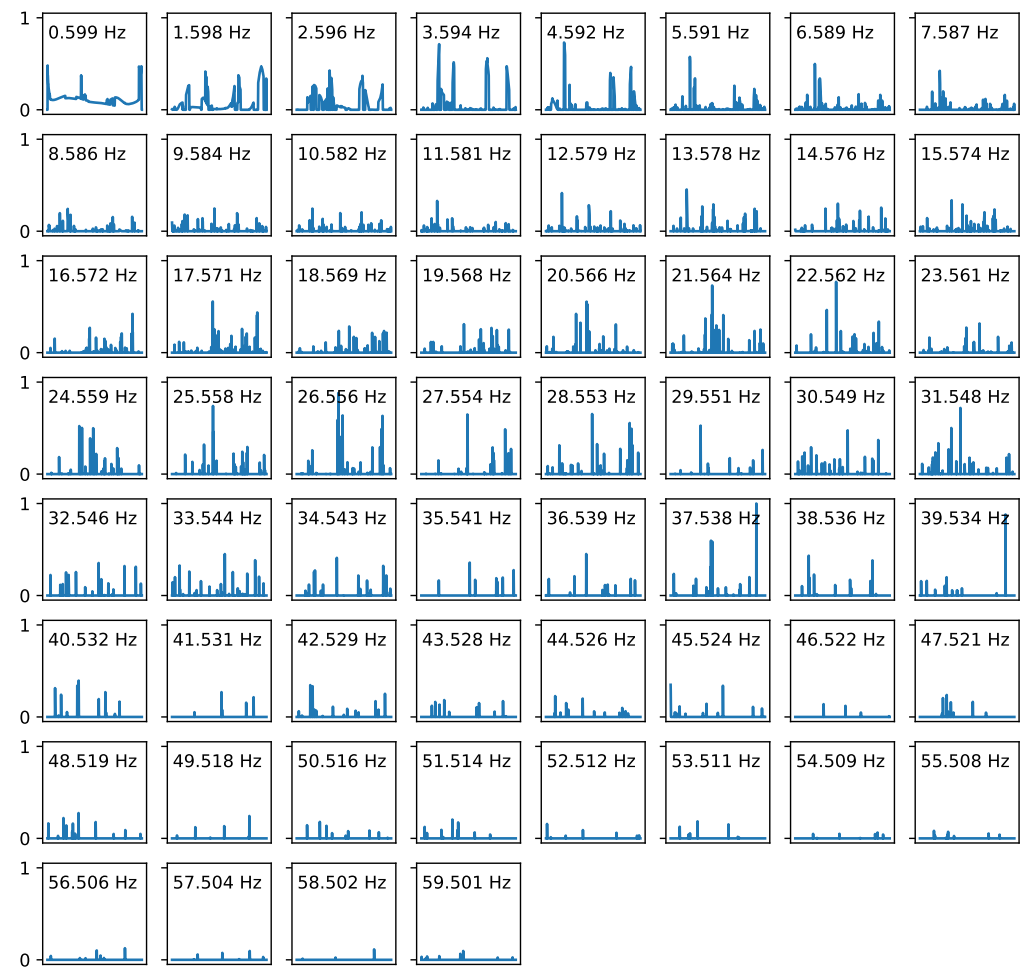 1 0.599 Hz 1.598 Hz 2.596 Hz 3.594 Hz 4.592 Hz 5.591 Hz 6.589 Hz 7.587 Hz
0
1 8.586 Hz 9.584 Hz 10.582 Hz 11.581 Hz 12.579 Hz 13.578 Hz 14.576 Hz 15.574 Hz
0
1 16.572 Hz 17.571 Hz 18.569 Hz 19.568 Hz 20.566 Hz 21.564 Hz 22.562 Hz 23.561 Hz
0
1 24.559 Hz 25.558 Hz 26.556 Hz 27.554 Hz 28.553 Hz 29.551 Hz 30.549 Hz 31.548 Hz
0
1 32.546 Hz 33.544 Hz 34.543 Hz 35.541 Hz 36.539 Hz 37.538 Hz 38.536 Hz 39.534 Hz
0
1 40.532 Hz 41.531 Hz 42.529 Hz 43.528 Hz 44.526 Hz 45.524 Hz 46.522 Hz 47.521 Hz
0
1 48.519 Hz 49.518 Hz 50.516 Hz 51.514 Hz 52.512 Hz 53.511 Hz 54.509 Hz 55.508 Hz
0
1 56.506 Hz 57.504 Hz 58.502 Hz 59.501 Hz
0